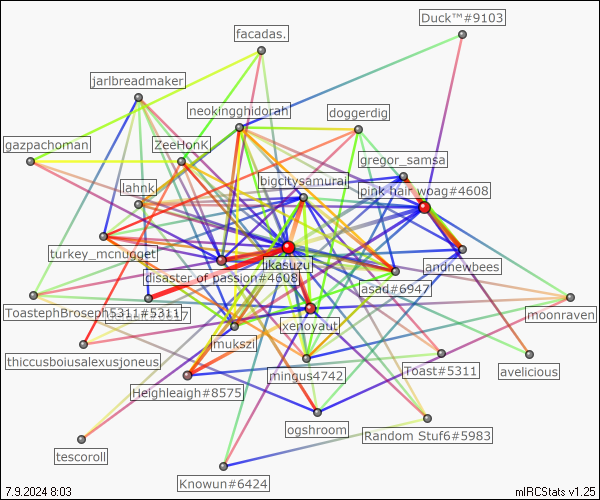 Duck™#9103
facadas.
jarlbreadmaker
neokingghidorah
doggerdig
gazpachoman
ZeeHonK
gregor_samsa
bigcitysamurai
lahnk
pink hair woag#4608
turkey_mcnugget
jikasuzu
andnewbees
disaster of passion#4608
asad#6947
ToastephBroseph5311#5311
moonraven
xenoyaut
mukszi
thiccusboiusalexusjoneus
Toast#5311
avelicious
mingus4742
Heighleigh#8575
ogshroom
Random Stuf6#5983
tescoroll
Knowun#6424
7.9.2024 8:03
mIRCStats v1.25